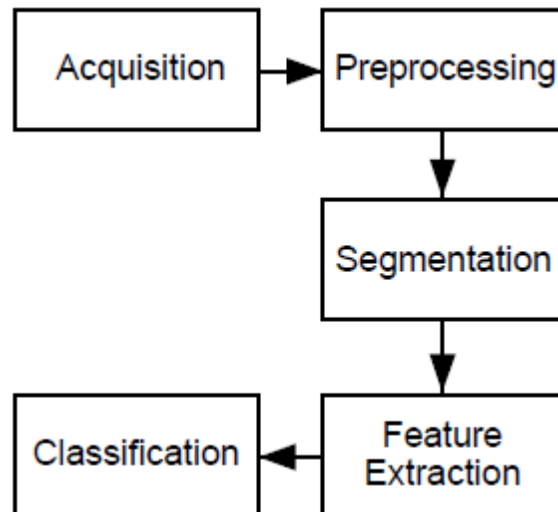 Acquisition
Preprocessing
Segmentation
Feature
Extraction
Classification